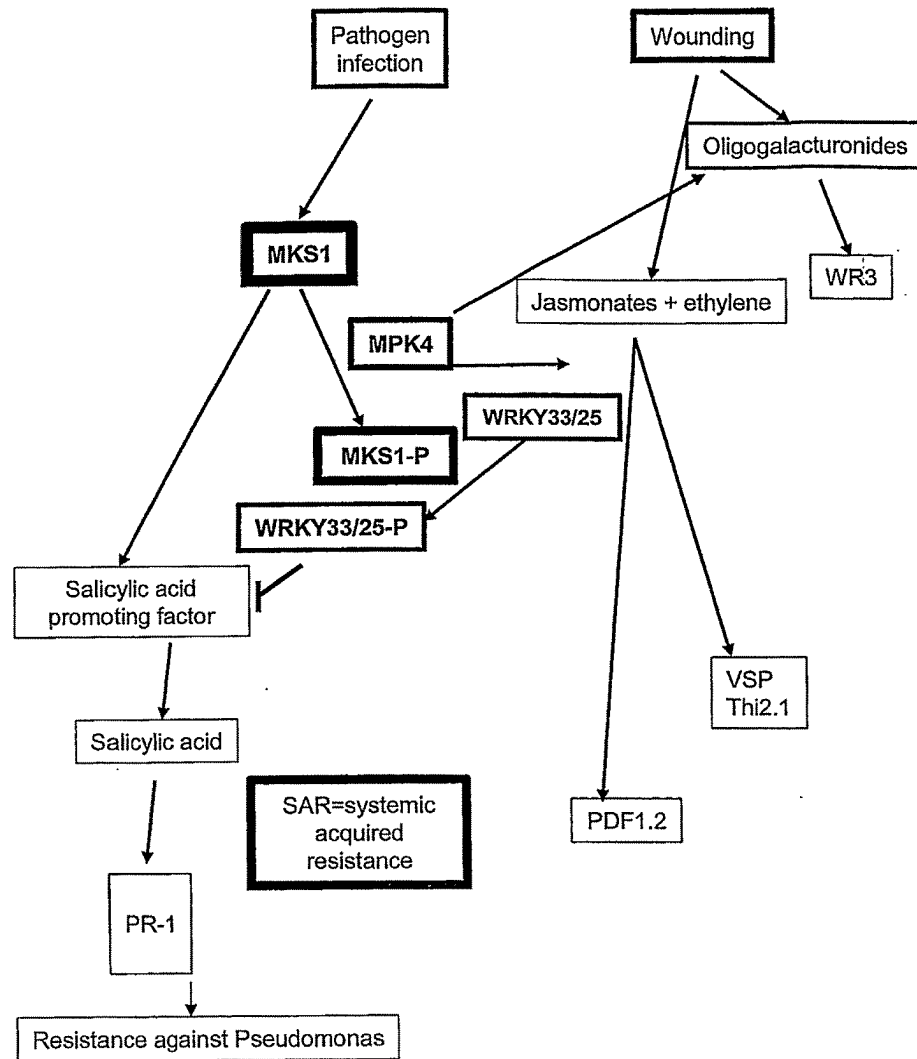 Pathogen
infection
Wounding
Oligogalacturonides
MKS1
WR3
Jasmonates + ethylene
MPK4
WRKY33/25
MKS1-P
WRKY33/25-P
Salicylic acid
promoting factor
VSP
Thi2.1
Salicylic acid
SAR=systemic
acquired
resistance
PDF1.2
PR-1
Resistance against Pseudomonas